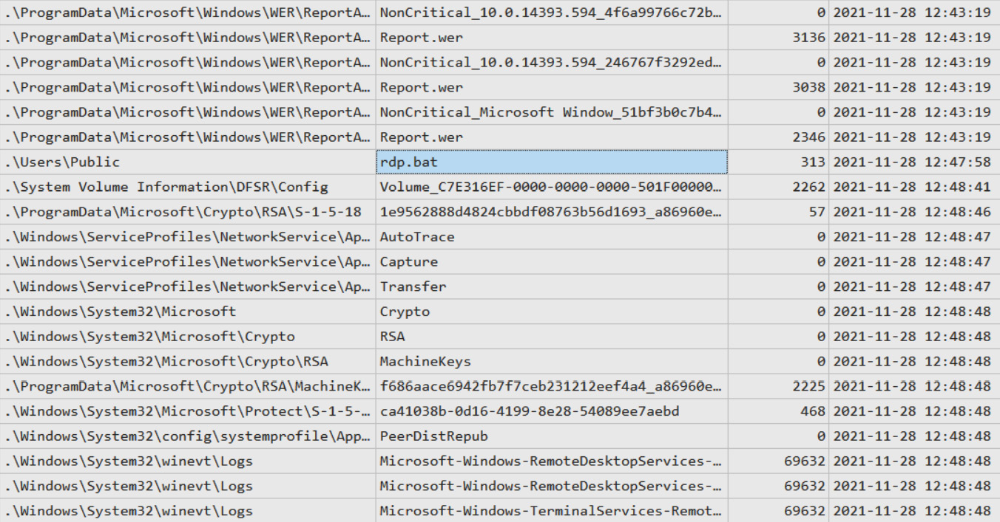 .\ProgramData\Microsoft\Windows\WER\ReportA… NonCritical_10.0.14393.594_4f6a99766c72b… 0 2021-11-28 12:43:19
.\ProgramData\Microsoft\Windows\WER\ReportA… Report.wer 3136 2021-11-28 12:43:19
.\ProgramData\Microsoft\Windows\WER\ReportA… NonCritical_10.0.14393.594_246767f3292ed… 0 2021-11-28 12:43:19
.\ProgramData\Microsoft\Windows\WER\ReportA… Report.wer 3038 2021-11-28 12:43:19
.\ProgramData\Microsoft\Windows\WER\ReportA… NonCritical_Microsoft Window_51bf3b0c7b4… 0 2021-11-28 12:43:19
.\ProgramData\Microsoft\Windows\WER\ReportA… Report.wer 2346 2021-11-28 12:43:19
.\Users\Public rdp.bat 313 2021-11-28 12:47:58
.\System Volume Information\DFSR\Config Volume_C7E316EF-0000-0000-0000-501F00000… 2262 2021-11-28 12:48:41
.\ProgramData\Microsoft\Crypto\RSA\S-1-5-18 1e9562888d4824cbbdf08763b56d1693_a86960e… 57 2021-11-28 12:48:46
.\Windows\ServiceProfiles\NetworkService\Ap… AutoTrace 0 2021-11-28 12:48:47
.\Windows\ServiceProfiles\NetworkService\Ap… Capture 0 2021-11-28 12:48:47
.\Windows\ServiceProfiles\NetworkService\Ap… Transfer 0 2021-11-28 12:48:47
.\Windows\System32\Microsoft Crypto 0 2021-11-28 12:48:48
.\Windows\System32\Microsoft\Crypto RSA 0 2021-11-28 12:48:48
.\Windows\System32\Microsoft\Crypto\RSA MachineKeys 0 2021-11-28 12:48:48
.\ProgramData\Microsoft\Crypto\RSA\MachineK… f686aace6942fb7f7ceb231212eef4a4_a86960e… 2225 2021-11-28 12:48:48
.\Windows\System32\Microsoft\Protect\S-1-5-… ca41038b-0d16-4199-8e28-54089ee7aebd 468 2021-11-28 12:48:48
.\Windows\System32\config\systemprofile\App… PeerDistRepub 0 2021-11-28 12:48:48
.\Windows\System32\winevt\Logs Microsoft-Windows-RemoteDesktopServices-… 69632 2021-11-28 12:48:48
.\Windows\System32\winevt\Logs Microsoft-Windows-RemoteDesktopServices-… 69632 2021-11-28 12:48:48
.\Windows\System32\winevt\Logs Microsoft-Windows-TerminalServices-Remot… 69632 2021-11-28 12:48:48